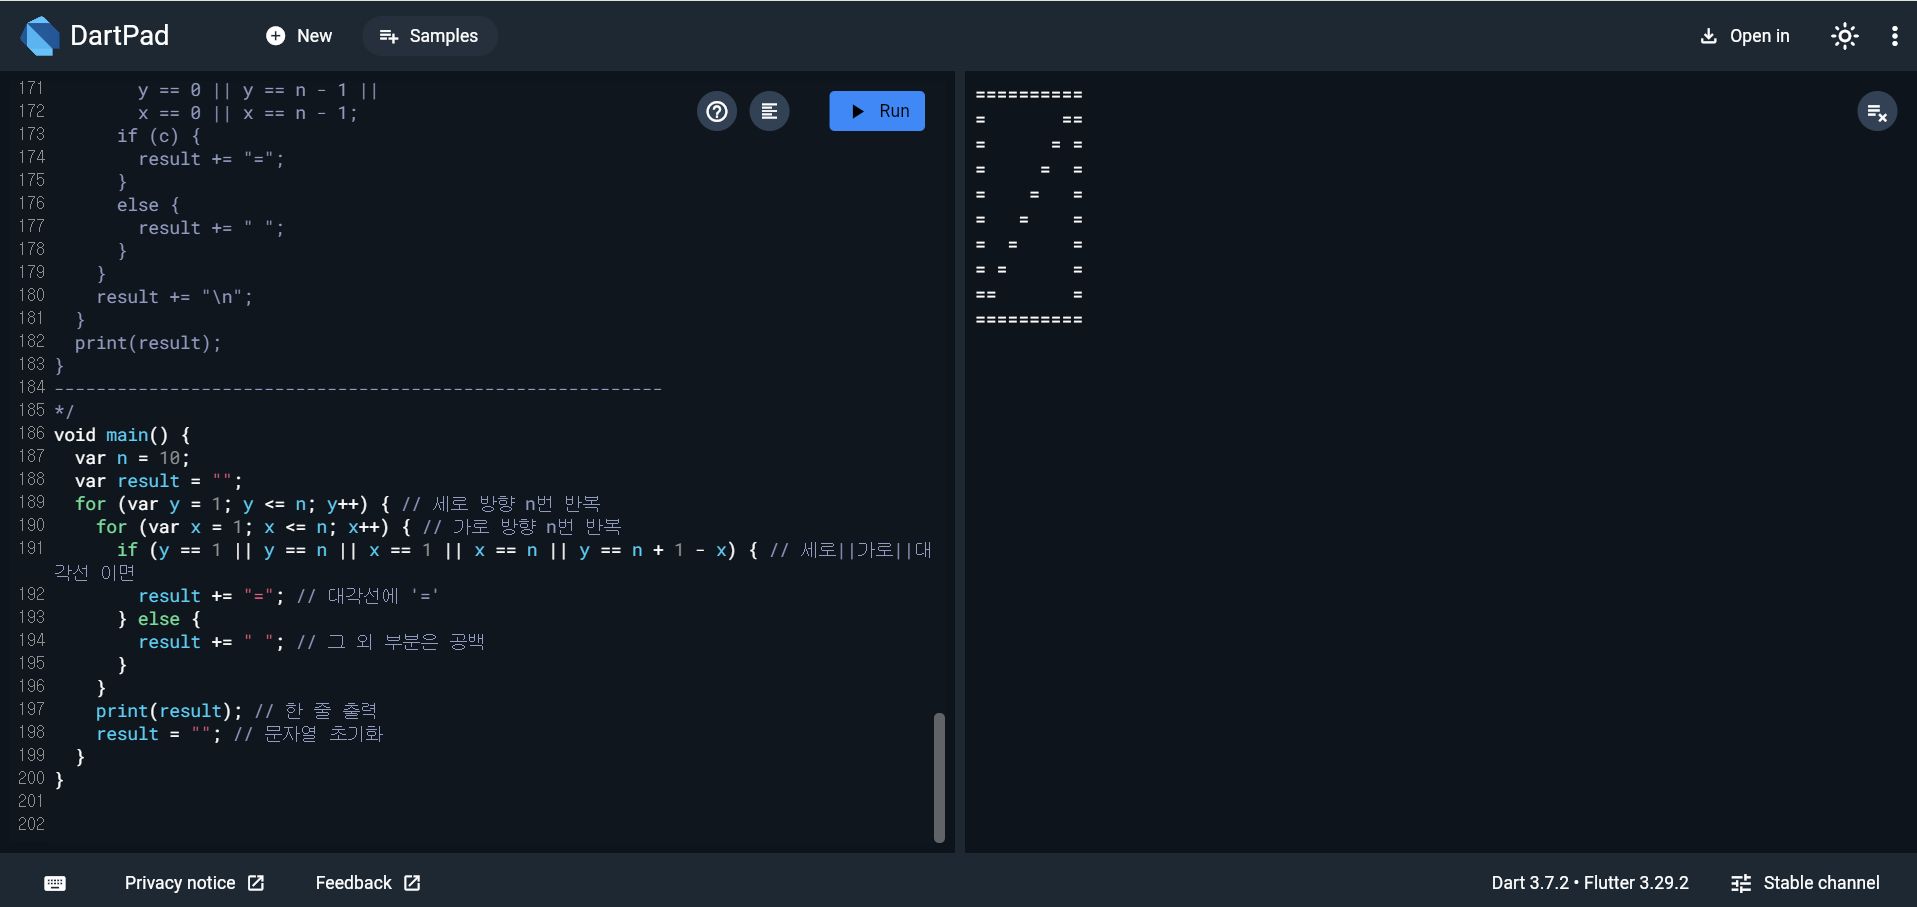 DartPad
New
Samples
Open in
171 y == 0 || y == n - 1 ||
172 x == 0 || x == n - 1;
173 if (c) {
174 result += "=";
175 }
176 else {
177 result += " ";
178 }
179 }
180 result += "\n";
181 }
182 print(result);
183 }
184 ----------------------------------------------------------
185 */
186 void main() {
187 var n = 10;
188 var result = "";
189 for (var y = 1; y <= n; y++) { // 세로 방향 n번 반복
190 for (var x = 1; x <= n; x++) { // 가로 방향 n번 반복
191 if (y == 1 || y == n || x == 1 || x == n || y == n + 1 - x) { // 세로||가로||대
각선 이면
192 result += "="; // 대각선에 '='
193 } else {
194 result += " "; // 그 외 부분은 공백
195 }
196 }
197 print(result); // 한 줄 출력
198 result = ""; // 문자열 초기화
199 }
200 }
201
202
Run
==========
=       ==
=      = =
=     =  =
=    =   =
=   =    =
=  =     =
= =      =
==       =
==========
Privacy notice
Feedback
Dart 3.7.2 • Flutter 3.29.2
Stable channel